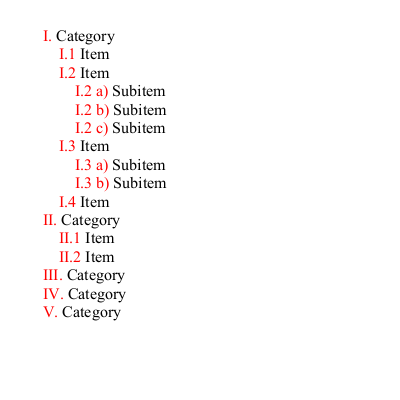 I. Category
I.1 Item
I.2 Item
I.2 a) Subitem
I.2 b) Subitem
I.2 c) Subitem
I.3 Item
I.3 a) Subitem
I.3 b) Subitem
I.4 Item
II. Category
II.1 Item
II.2 Item
III. Category
IV. Category
V. Category